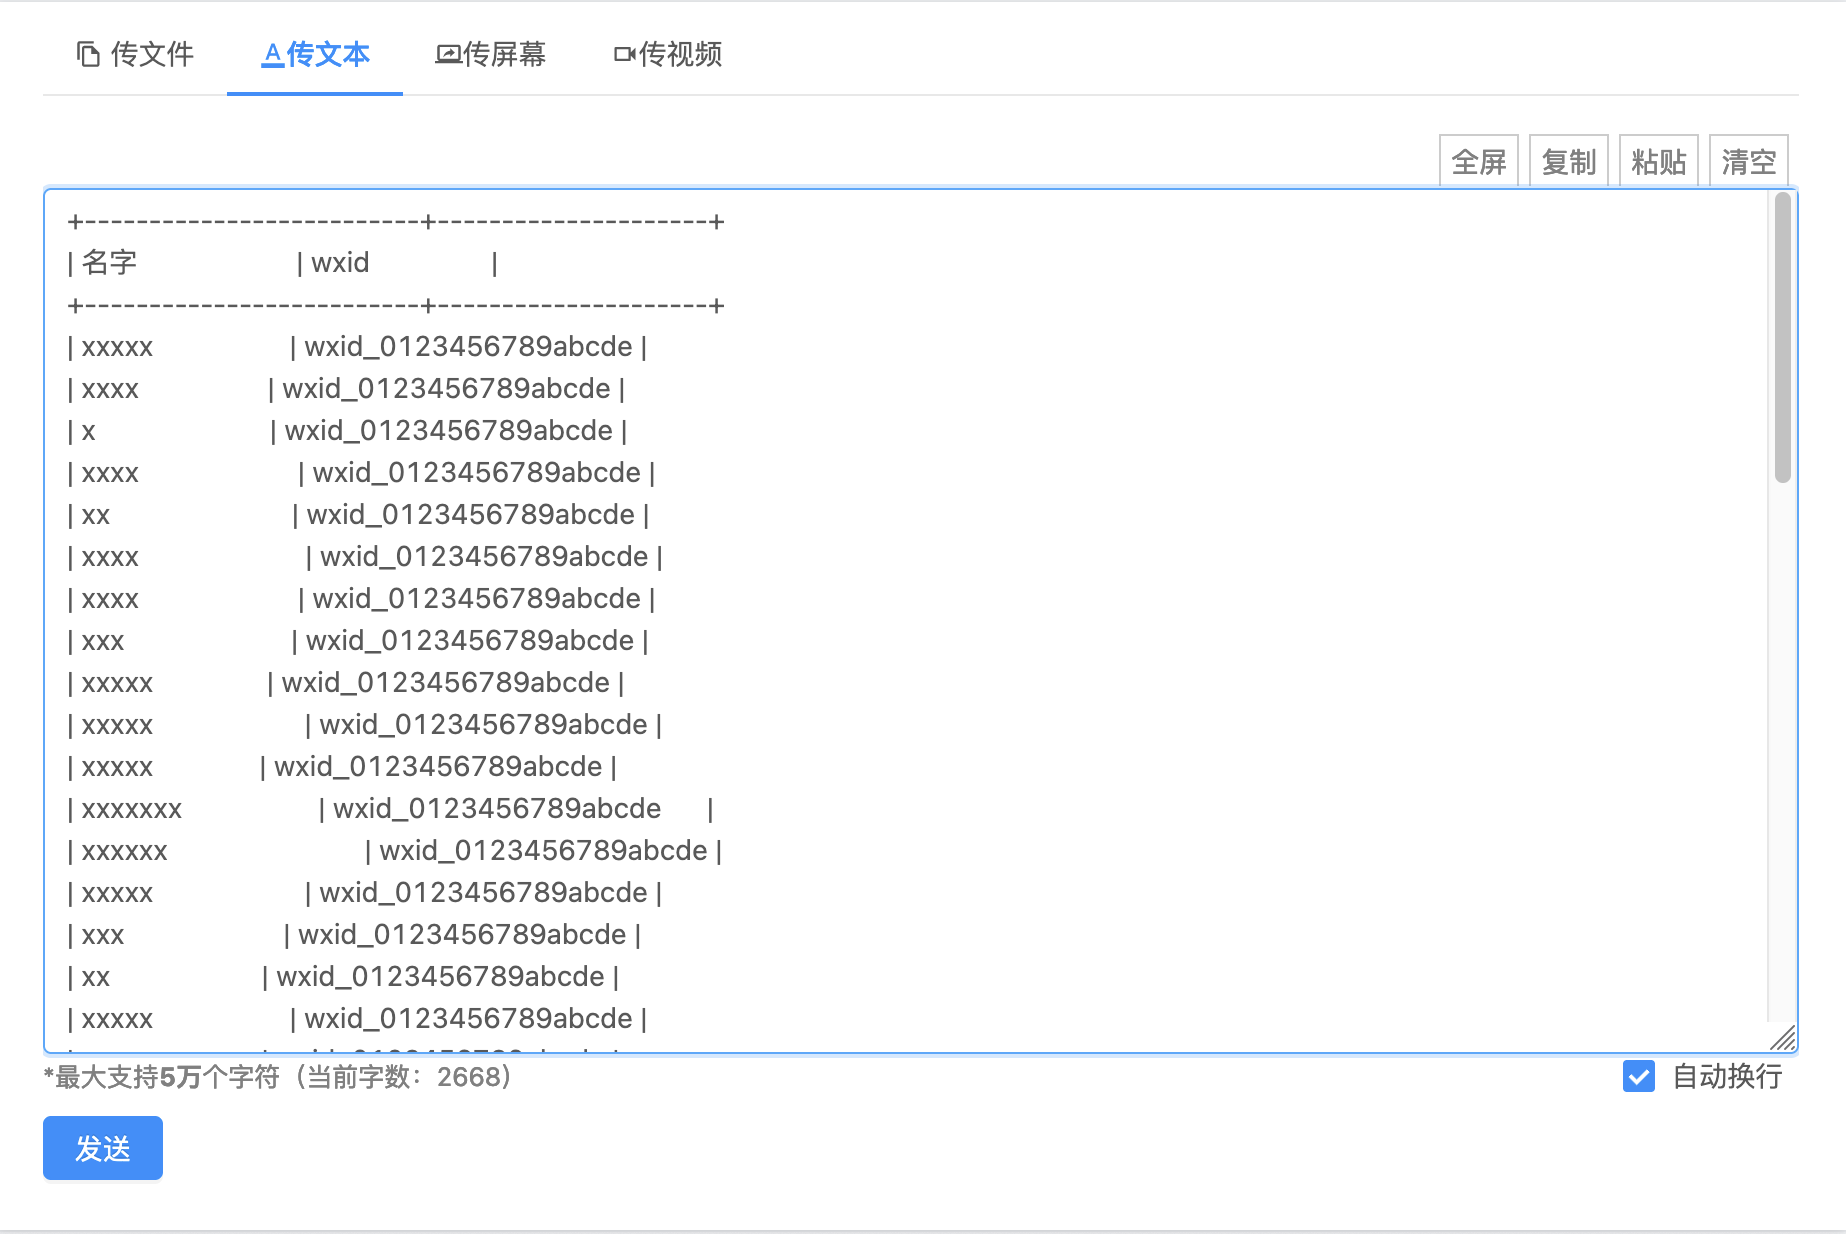 传文件 传文本 传屏幕 传视频
全屏 复制 粘贴 清空
+--------------------------+---------------------+
| 名字 | wxid |
+--------------------------+---------------------+
| xxxxx | wxid_0123456789abcde |
| xxxx | wxid_0123456789abcde |
| x | wxid_0123456789abcde |
| xxxx | wxid_0123456789abcde |
| xx | wxid_0123456789abcde |
| xxxx | wxid_0123456789abcde |
| xxxx | wxid_0123456789abcde |
| xxx | wxid_0123456789abcde |
| xxxxx | wxid_0123456789abcde |
| xxxxx | wxid_0123456789abcde |
| xxxxx | wxid_0123456789abcde |
| xxxxxxx | wxid_0123456789abcde |
| xxxxxx | wxid_0123456789abcde |
| xxxxx | wxid_0123456789abcde |
| xxx | wxid_0123456789abcde |
| xx | wxid_0123456789abcde |
| xxxxx | wxid_0123456789abcde |
*最大支持5万个字符（当前字数：2668） 自动换行
发送